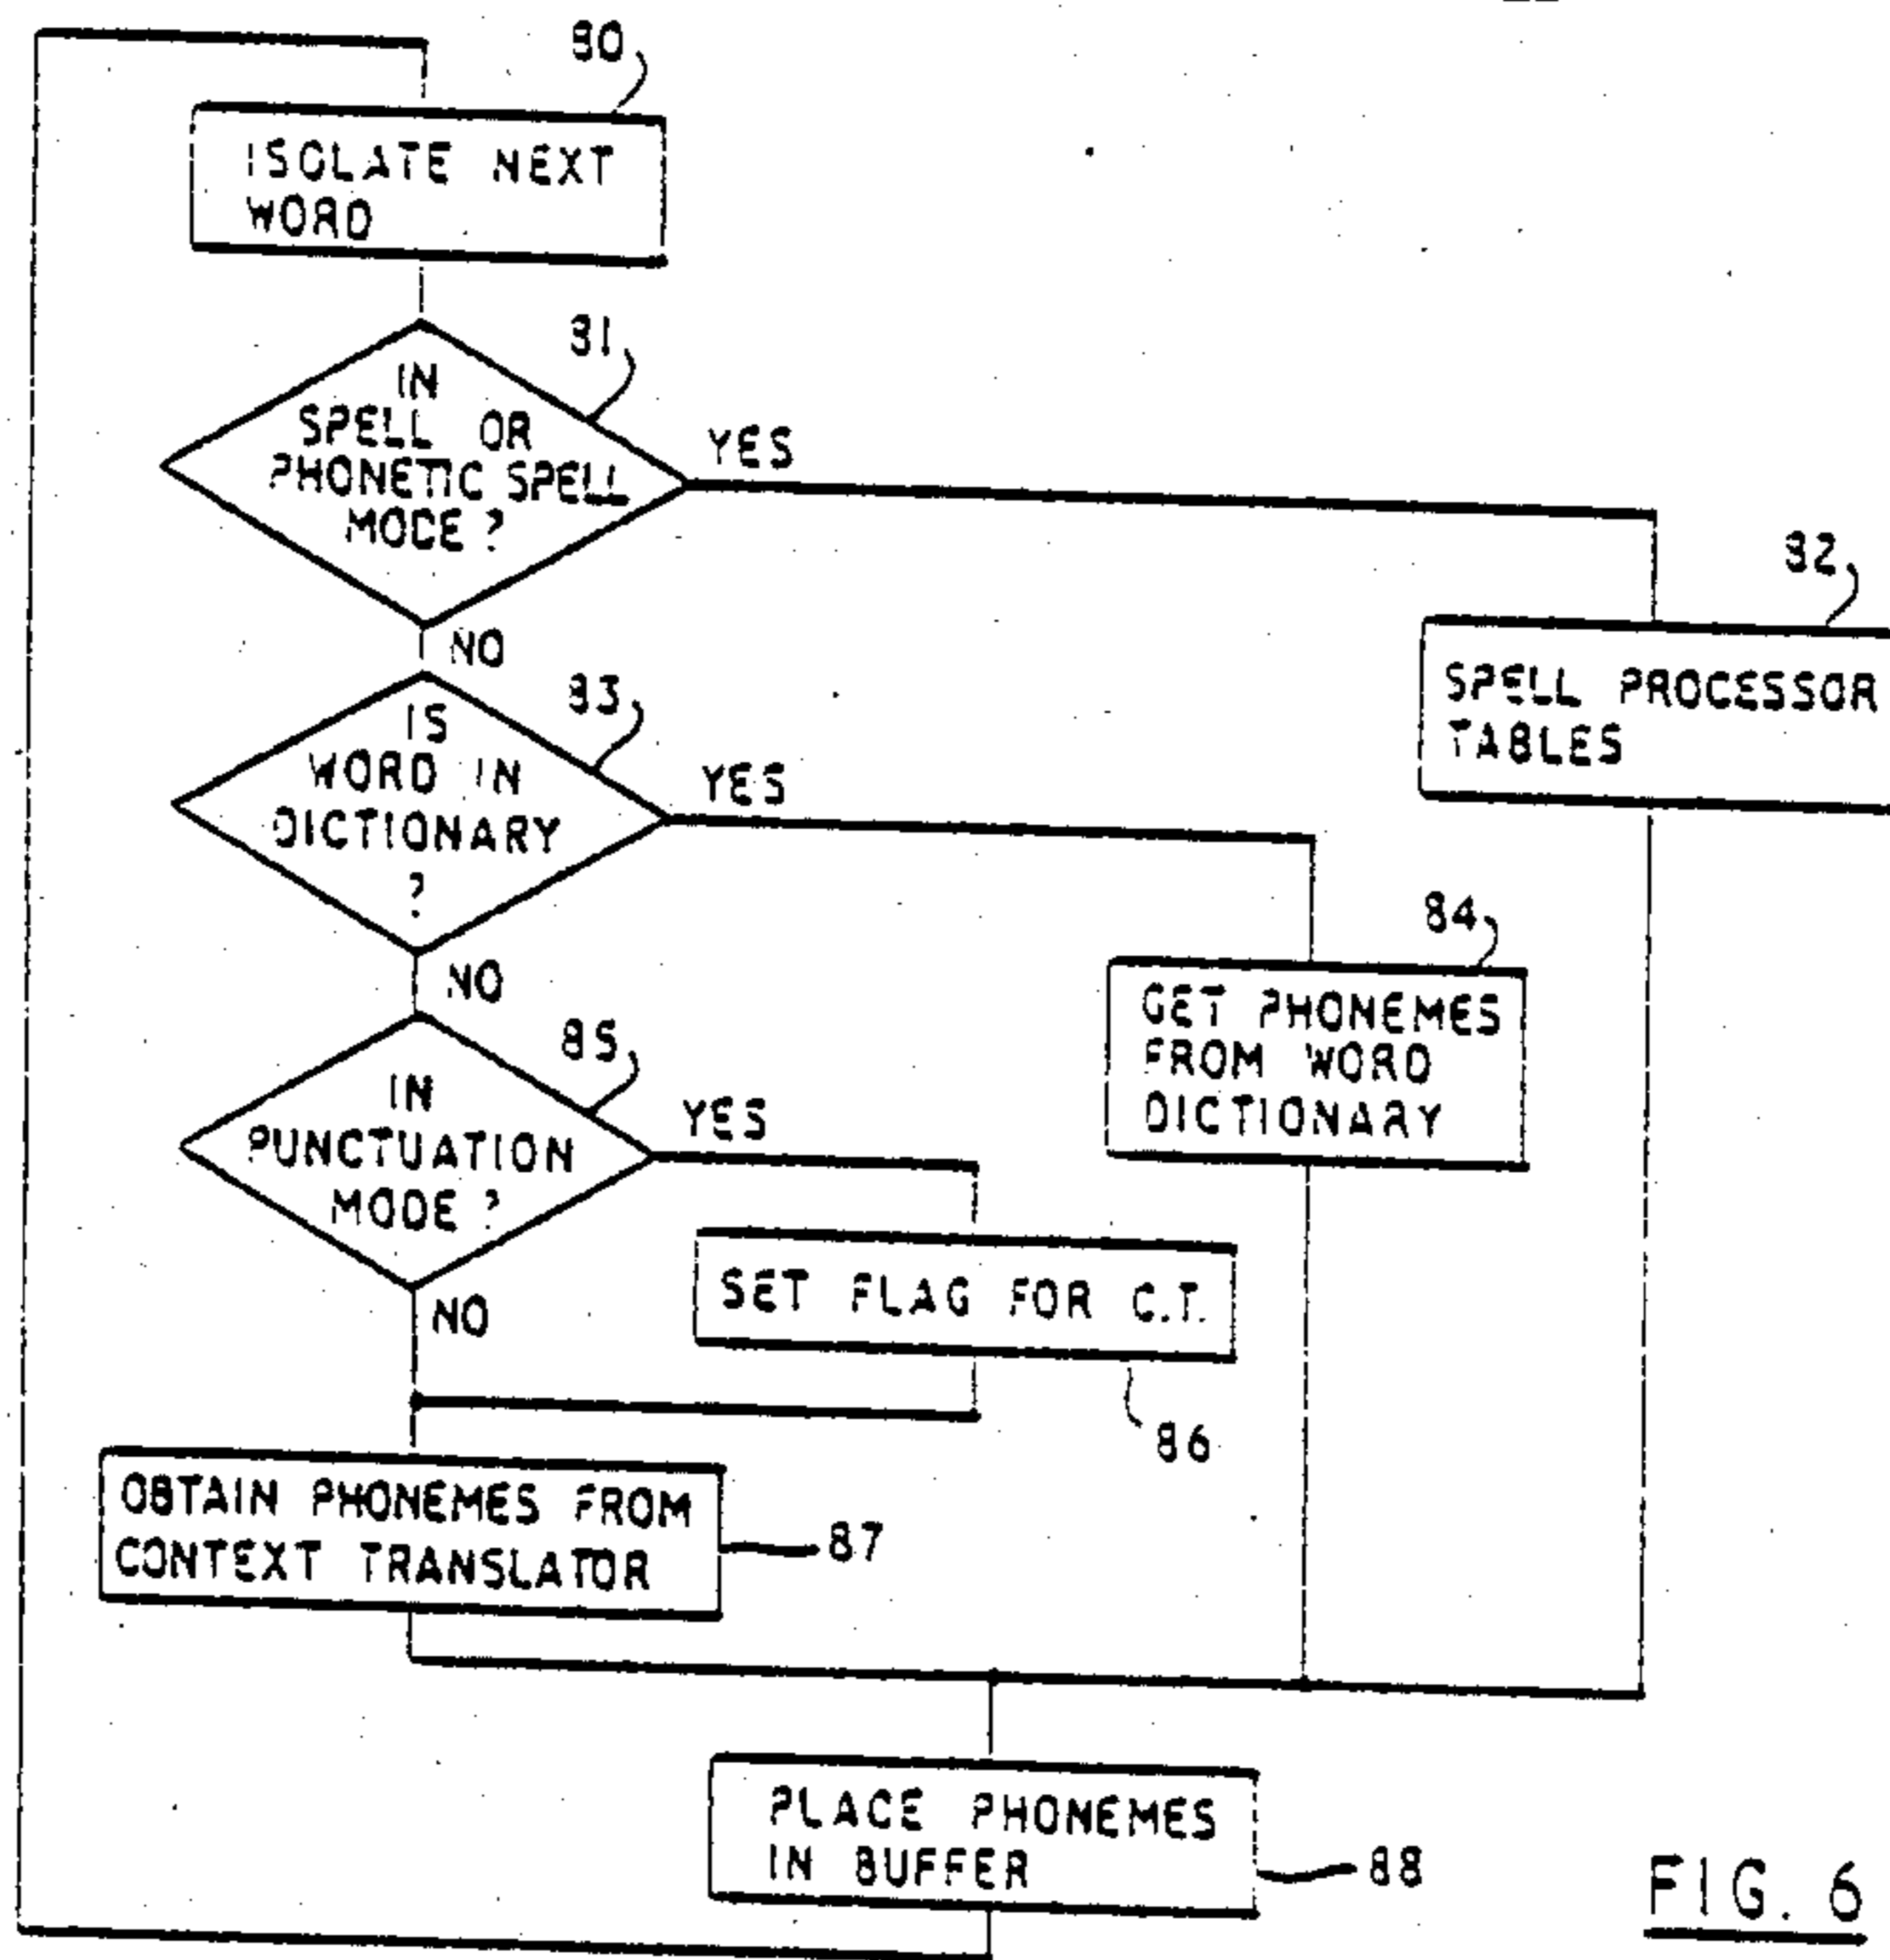 80
ISOLATE NEXT
WORD
81
IN
SPELL OR
PHONETIC SPELL
MODE ?
YES
NO
82
SPELL PROCESSOR
TABLES
83
IS
WORD IN
DICTIONARY
?
YES
NO
84
GET PHONEMES
FROM WORD
DICTIONARY
85
IN
PUNCTUATION
MODE ?
YES
NO
SET FLAG FOR C.T.
86
OBTAIN PHONEMES FROM
CONTEXT TRANSLATOR
87
PLACE PHONEMES
IN BUFFER
88
FIG. 6